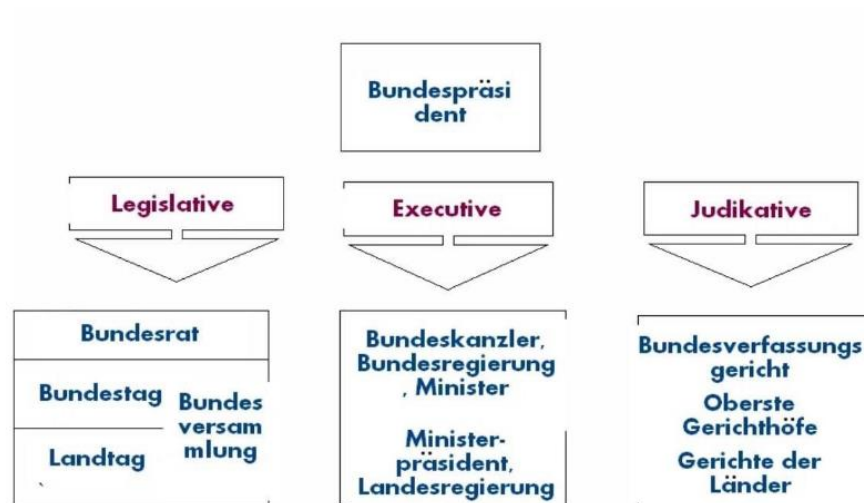 Bundespräsi
dent
Legislative
Executive
Judikative
Bundesrat
Bundestag
Bundes
versam
mlung
Landtag
Bundeskanzler,
Bundesregierung
, Minister
Minister-
präsident,
Landesregierung
Bundesverfassungs
gericht
Oberste
Gerichthöfe
Gerichte der
Länder